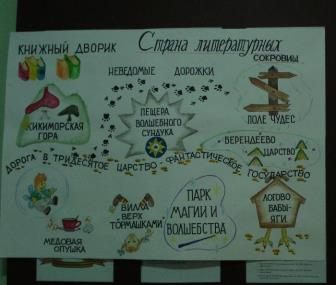 КНИЖНЫЙ ДВОРИК
Страна литературных
СОКРОВИЩ
НЕВЕДОМЫЕ ДОРОЖКИ
КИКИМОРСКАЯ
ГОРА
ПЕЩЕРА
ВОЛШЕБНОГО
СУНДУКА
ПОЛЕ ЧУДЕС
БЕРЕНДЕЕВО
ЦАРСТВО
ДОРОГА В ТРИДЕСЯТОЕ ЦАРСТВО - ФАНТАСТИЧЕСКОЕ ГОСУДАРСТВО
МЕДОВАЯ
ОПУШКА
ВИЛЛА
ВЕРХ
ТОРМАШКАМИ
ПАРК
МАГИИ И
ВОЛШЕБСТВА
ЛОГОВО
БАБЫ-
ЯГИ